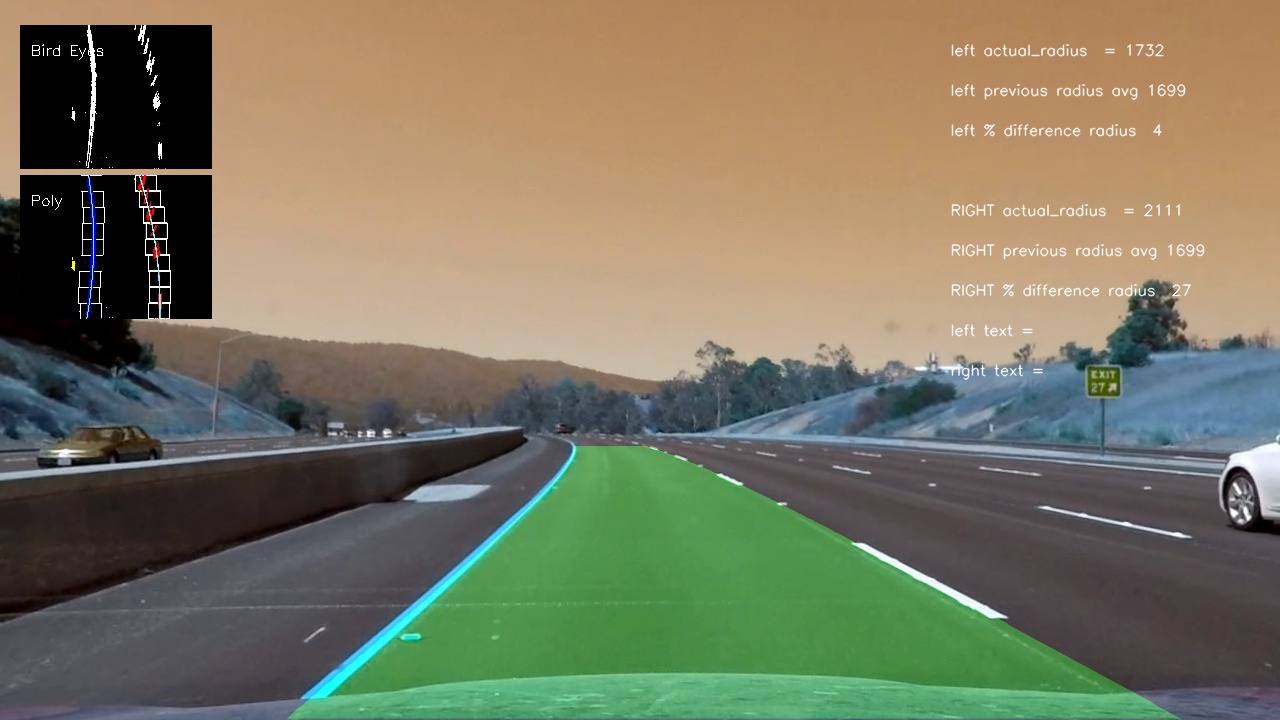 Bird Eyes
Poly
left actual_radius = 1732
left previous radius avg 1699
left % difference radius 4
RIGHT actual_radius = 2111
RIGHT previous radius avg 1699
RIGHT % difference radius 27
left text =
right text =
EXIT
27